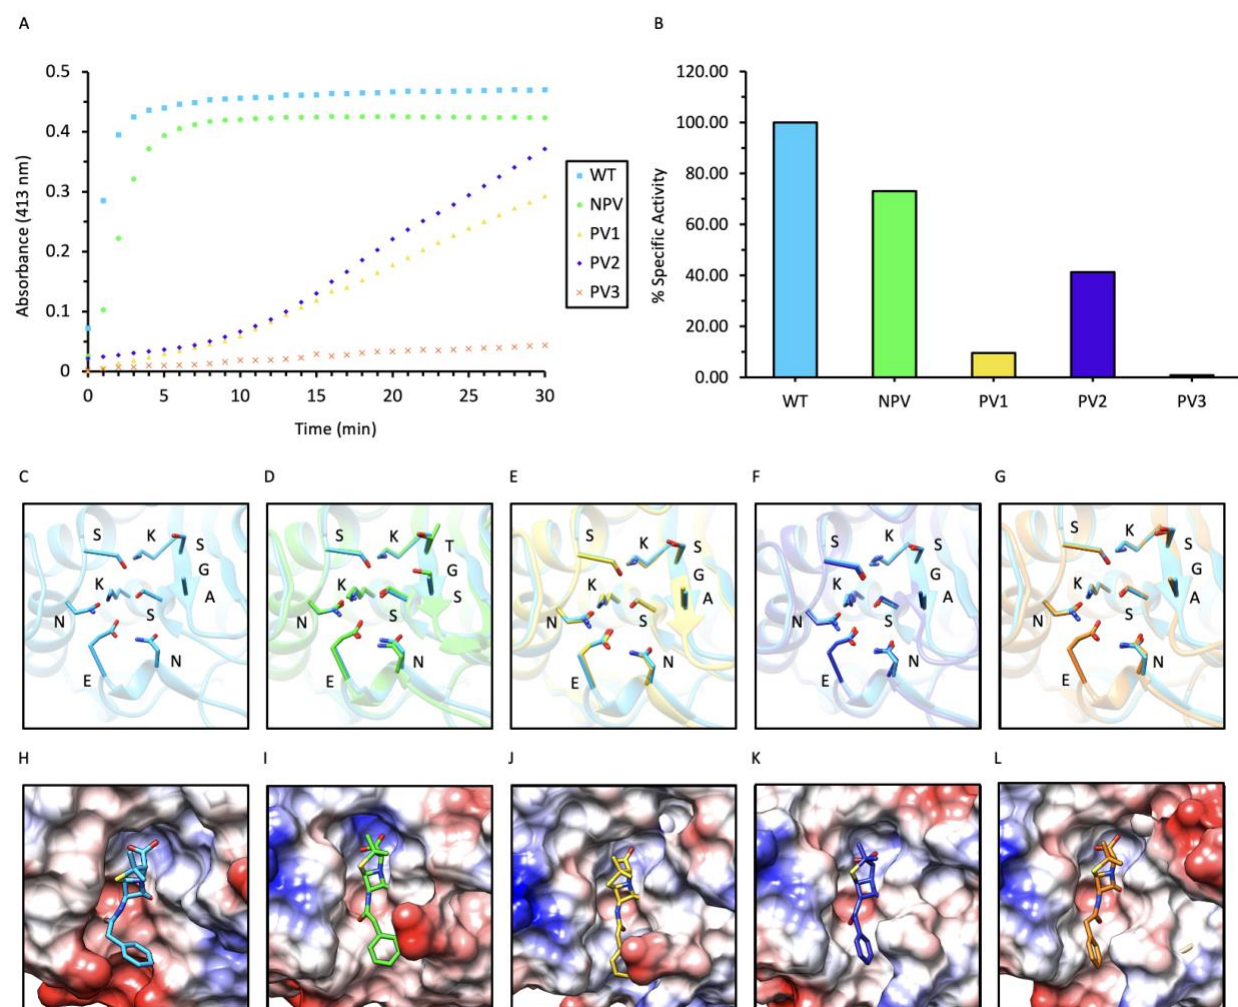 A
B
0.5
0.4
0.3
0.2
0.1
0
Absorbance (413 nm)
0 5 10 15 20 25 30
Time (min)
WT
NPV
PV1
PV2
PV3
120.00
100.00
80.00
60.00
40.00
20.00
0.00
% Specific Activity
WT NPV PV1 PV2 PV3
C
D
E
F
G
S K S
G
K A
S
N
N
E
S K T
G
K S
S
N
N
E
S K S
G
K A
S
N
N
E
S K S
G
K A
S
N
N
E
S K S
G
K A
S
N
N
E
H
I
J
K
L